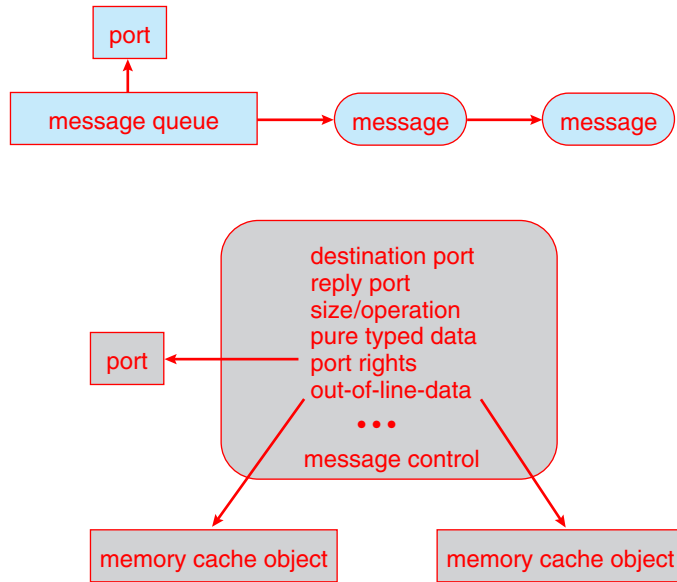 port
message queue
message
message
destination port
reply port
size/operation
pure typed data
port
port rights
out-of-line-data
•••
message control
memory cache object
memory cache object